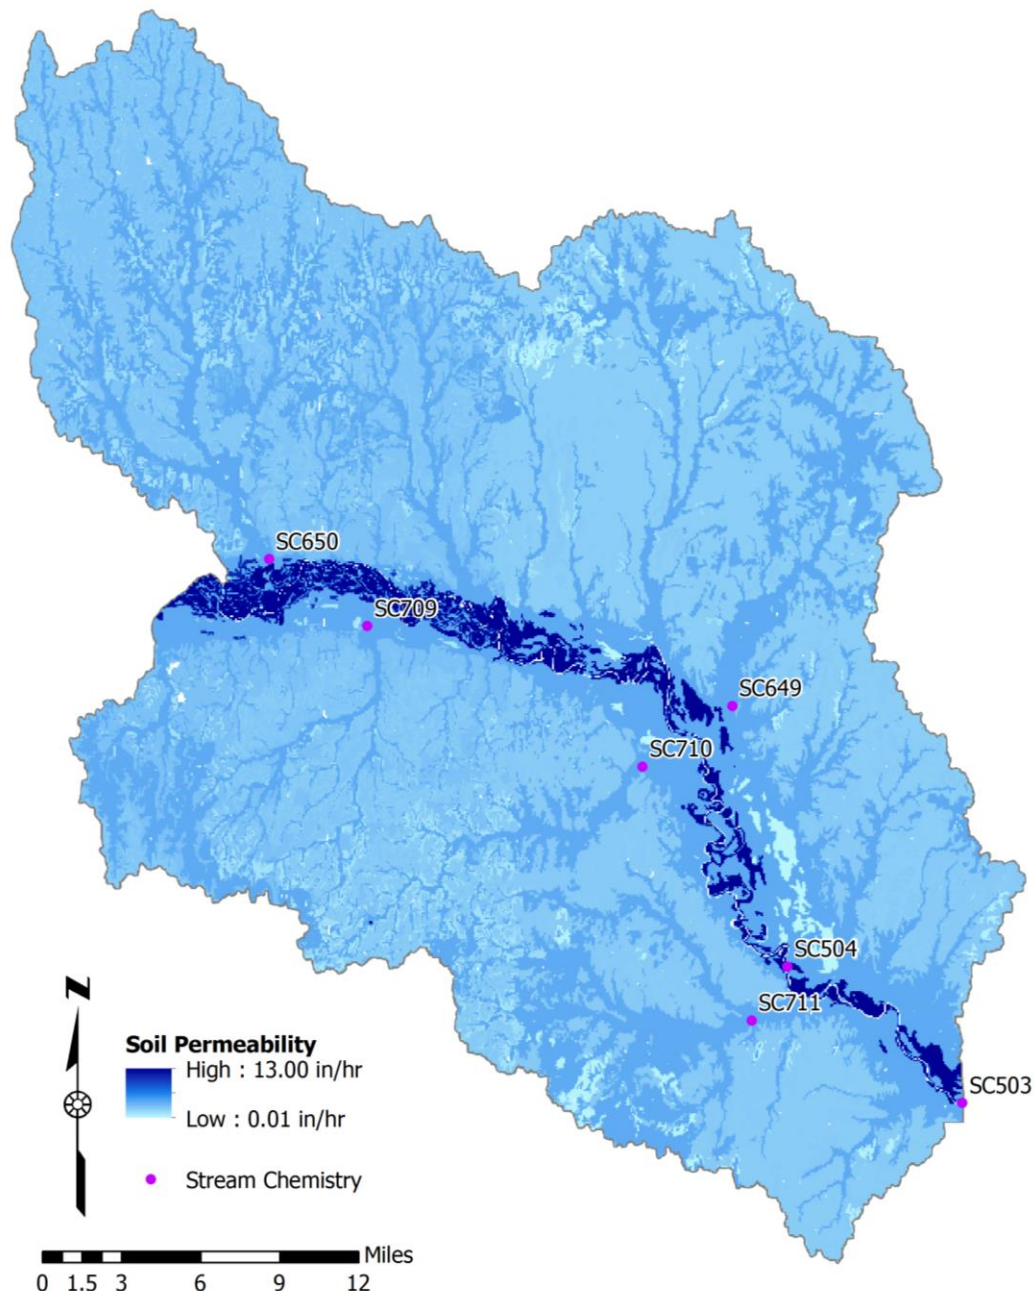 SC650
SC709
SC649
SC710
SC504
SC711
SC503
N
Soil Permeability
High : 13.00 in/hr
Low : 0.01 in/hr
Stream Chemistry
Miles
0 1.5 3 6 9 12